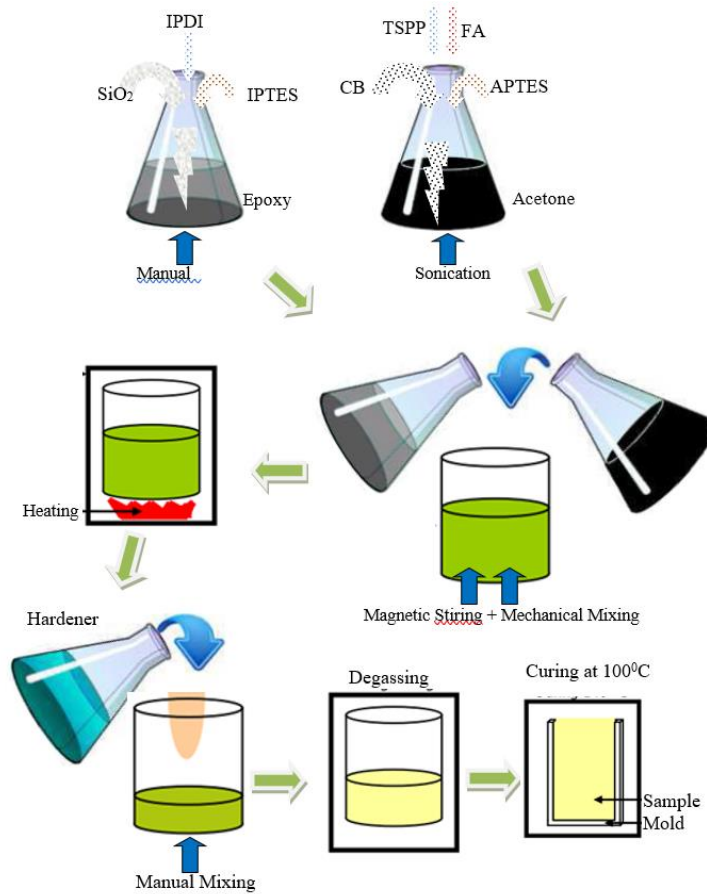 IPDI
TSPP
FA
SiO₂
IPTES
CB
APTES
Epoxy
Acetone
Manual
Sonication
Heating
Magnetic Stiring + Mechanical Mixing
Hardener
Degassing
Curing at 100⁰C
Sample
Mold
Manual Mixing